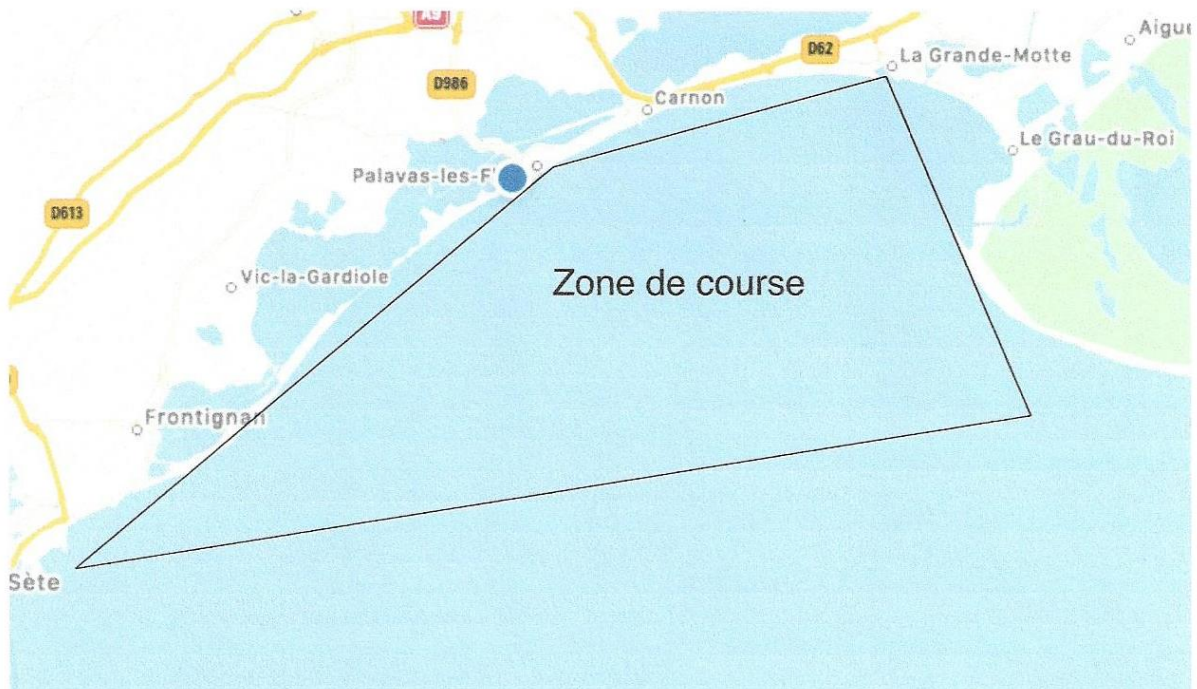 A9
Aigu
D62
La Grande-Motte
D986
Carnon
Le Grau-du-Roi
Palavas-les-F
D613
Zone de course
Vic-la-Gardiole
Frontignan
Sète